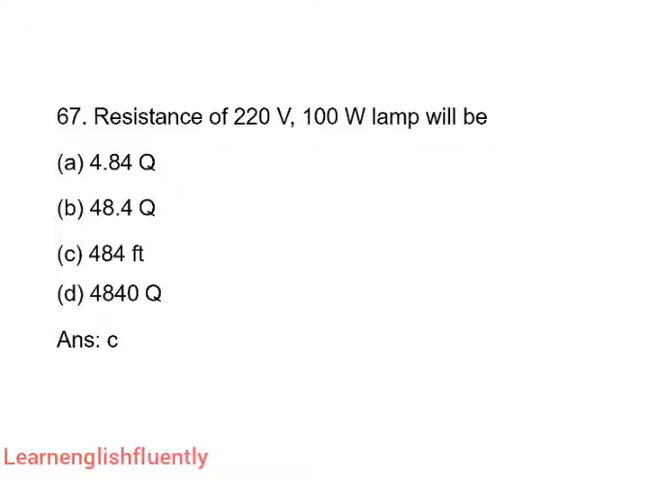 67. Resistance of 220 V, 100 W lamp will be
(a) 4.84 Q
(b) 48.4 Q
(c) 484 ft
(d) 4840 Q
Ans: c
Learnenglishfluently